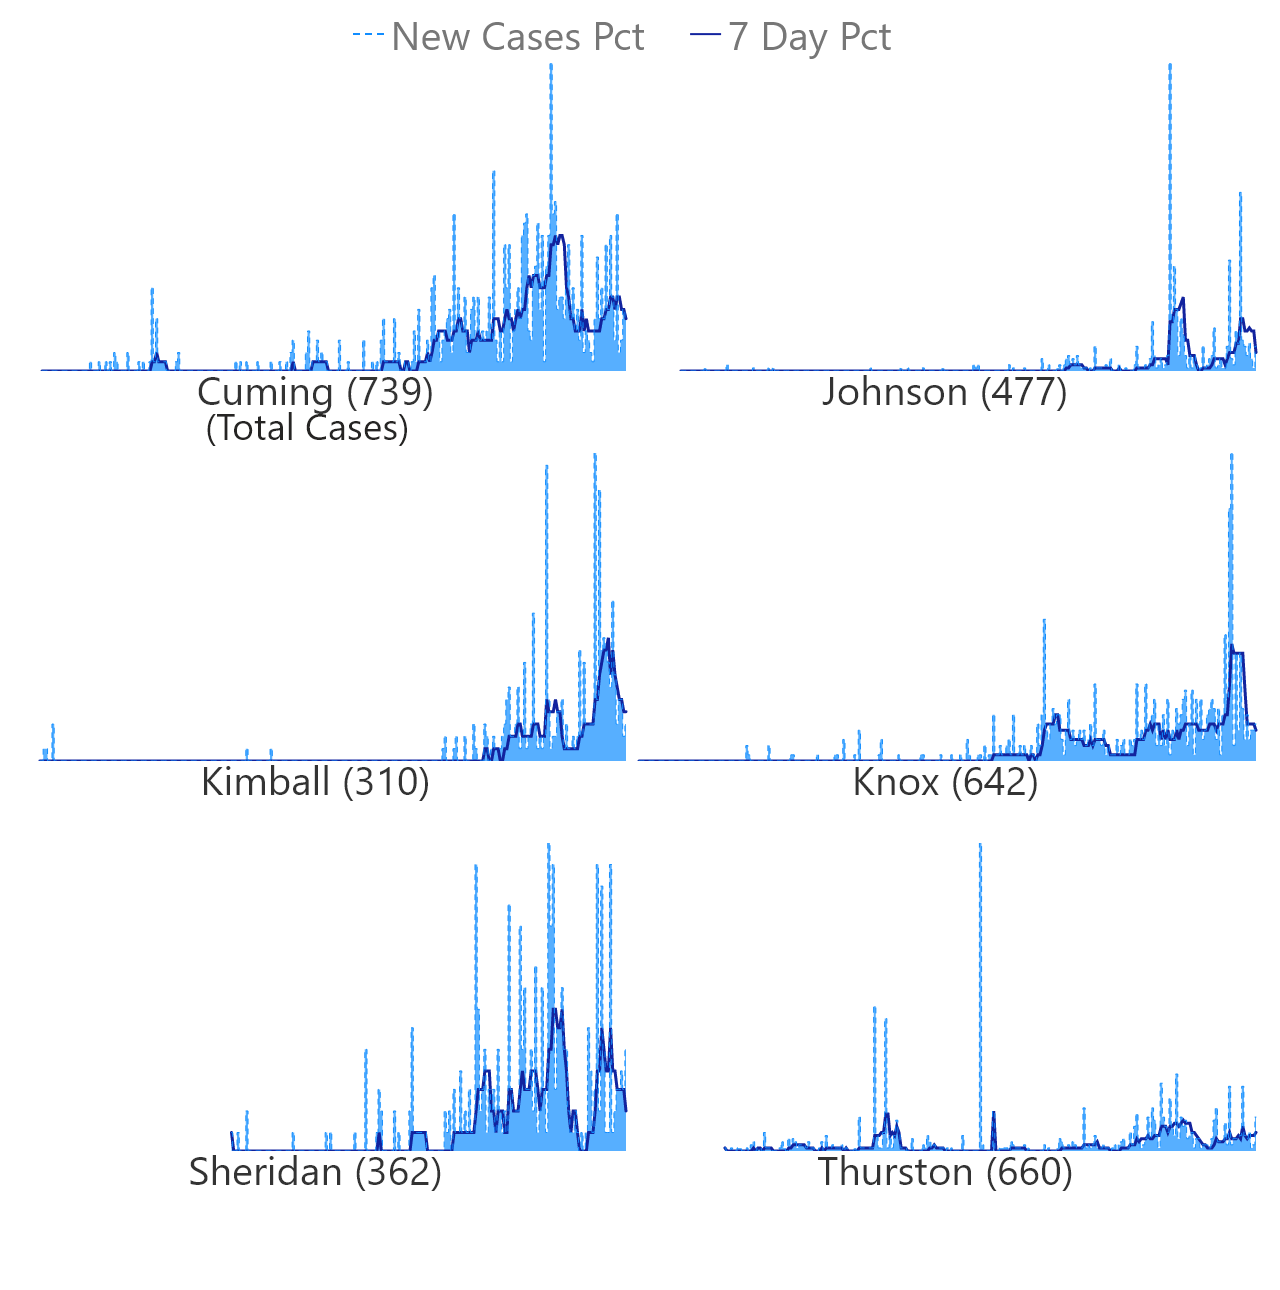 New Cases Pct 7 Day Pct
Cuming (739) Johnson (477)
(Total Cases)
Kimball (310) Knox (642)
Sheridan (362) Thurston (660)